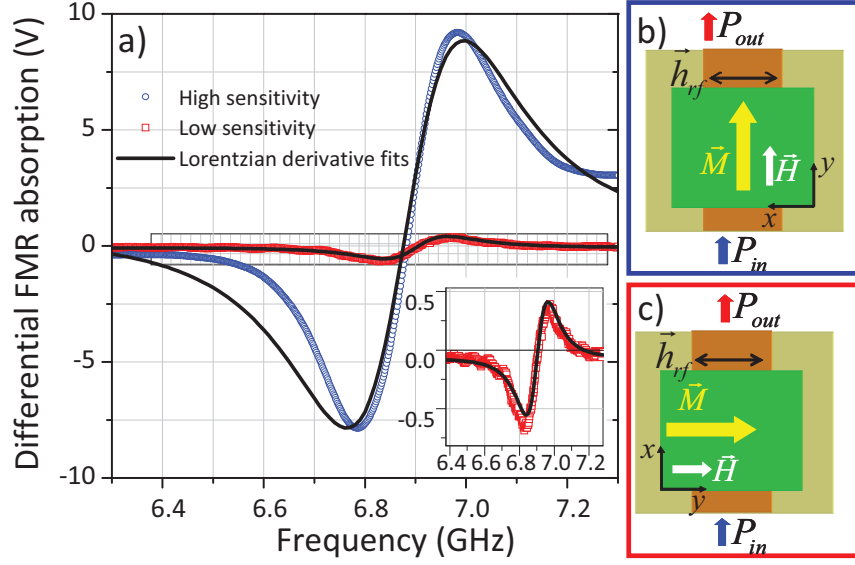 a)
Differential FMR absorption (V)
10
5
0
-5
-10
High sensitivity
Low sensitivity
Lorentzian derivative fits
0.5
0.0
-0.5
6.4 6.6 6.8 7.0 7.2
6.4 6.6 6.8 7.0 7.2
Frequency (GHz)
b)
P_out
h_rf
M
H
y
x
P_in
c)
P_out
h_rf
M
x
H
y
P_in